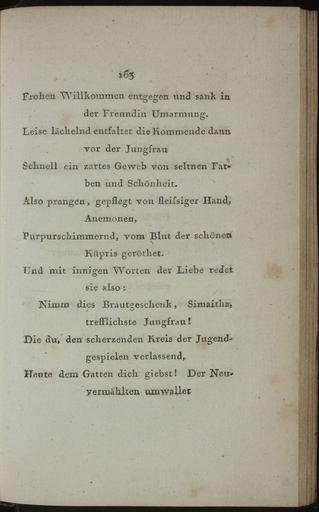 163
Frohen Willkommen entgegen und sank in
der Freundin Umarmung.
Leise lächelnd entfaltet die Kommende dann
vor der Jungfrau
Schnell ein zartes Geweb von seltnen Far-
ben und Schönheit.
Also prangen, gepflegt von fleissiger Hand,
Anemonen,
Purpurschimmernd, vom Blut der schönen
Küpris geröthet.
Und mit innigen Worten der Liebe redet
sie also:
Nimm dies Brautgeschenk, Simaitha,
trefflichste Jungfrau!
Die du, den scherzenden Kreis der Jugend-
gespielen verlassend,
Heute dem Gatten dich giebst! Der Neu-
vermählten umwallet